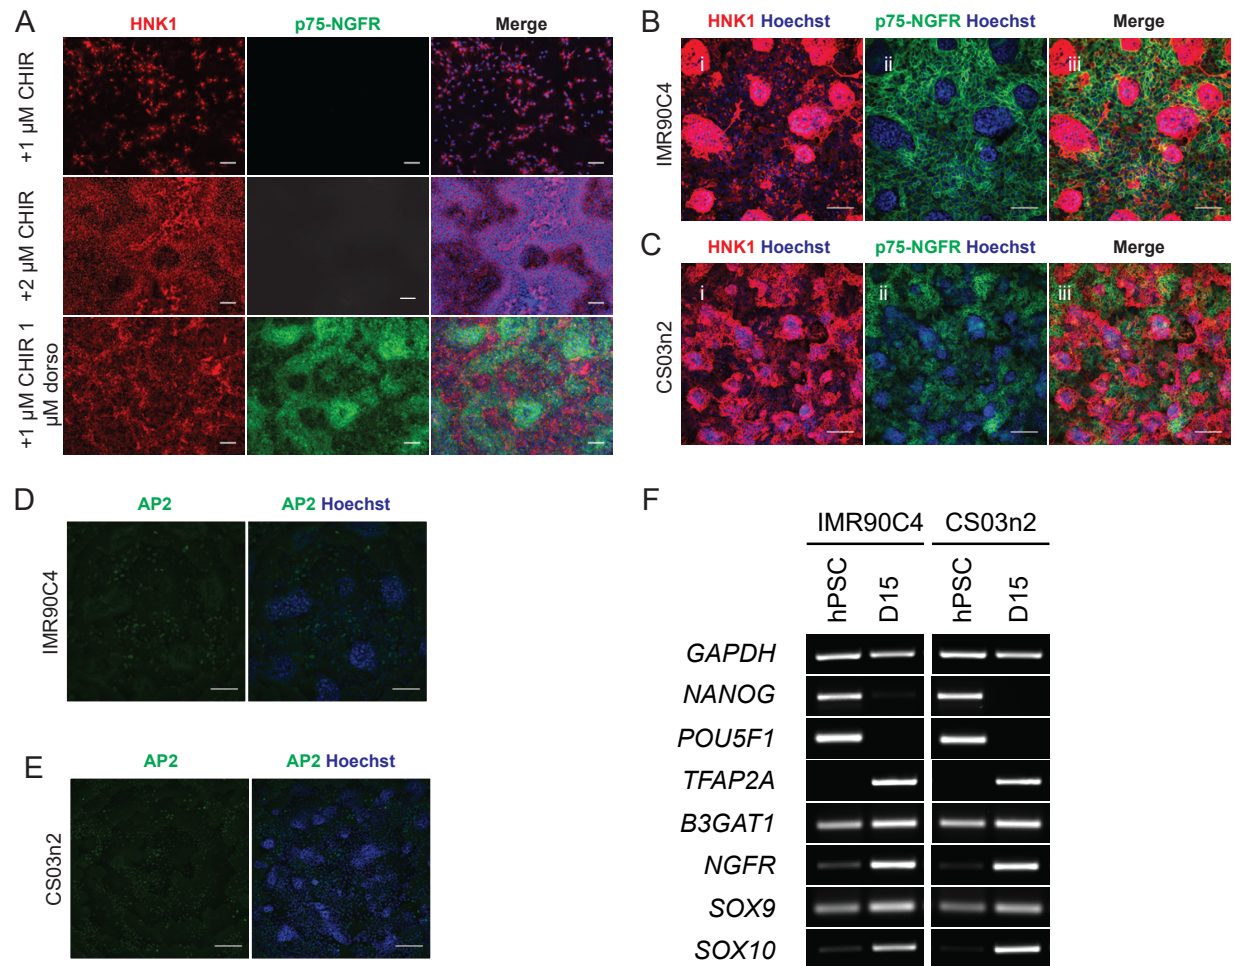 A
HNK1 p75-NGFR Merge
+1 µM CHIR
+2 µM CHIR
+1 µM CHIR 1
µM dorso
B
HNK1 Hoechst p75-NGFR Hoechst Merge
IMR90C4
i ii iii
C
HNK1 Hoechst p75-NGFR Hoechst Merge
CS03n2
i ii iii
D
AP2 AP2 Hoechst
IMR90C4
E
AP2 AP2 Hoechst
CS03n2
F
IMR90C4 CS03n2
hPSC D15 hPSC D15
GAPDH
NANOG
POU5F1
TFAP2A
B3GAT1
NGFR
SOX9
SOX10